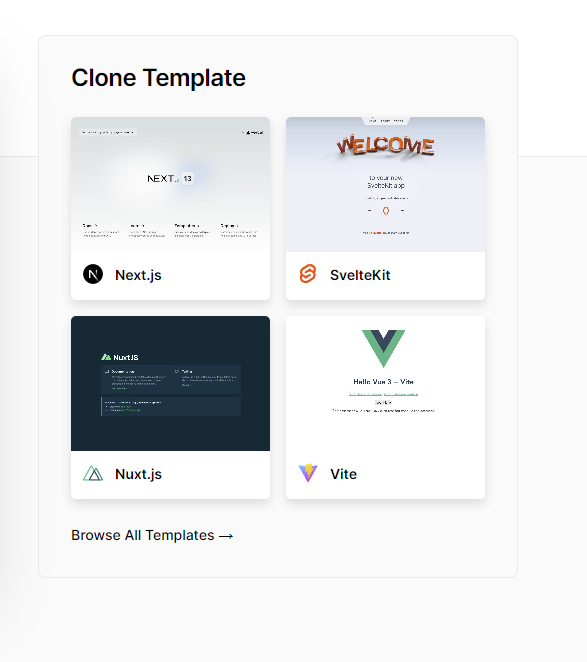 Clone Template
NEXT.js 13
Next.js
WELCOME
to your new
SvelteKit app
0
SvelteKit
NuxtJS
Nuxt.js
Hello Vue 3 + Vite
Vite
Browse All Templates →